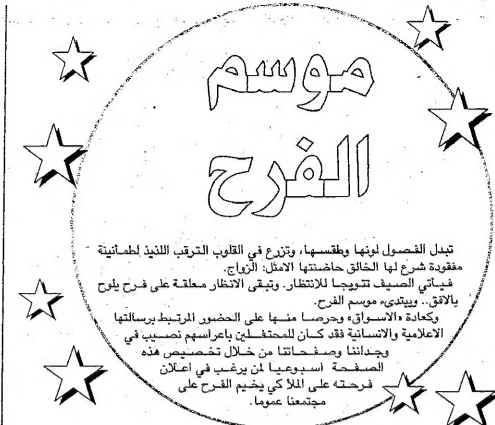 موسم
الفرح
تبدل الفصول لونها وطقسها، وتزرع في القلوب الترقب اللذيذ لطمأنينة
مفقودة شرع لها الخالق حاضنتها الامثل: الزواج.
فيأتي الصيف تتويجا للانتظار. وتبقى الانظار معلقة على فرح يلوح
بالافق.. ويبتدىء موسم الفرح.
وكعادة «الاسواق» وحرصا منها على الحضور المرتبط برسالتها
الاعلامية والانسانية فقد كان للمحتفلين باعراسهم نصيب في
وجداننا وصفحاتنا من خلال تخصيص هذه
الصفحة اسبوعيا لمن يرغب في اعلان
فرحته على الملأ كي يخيم الفرح على
مجتمعنا عموما.